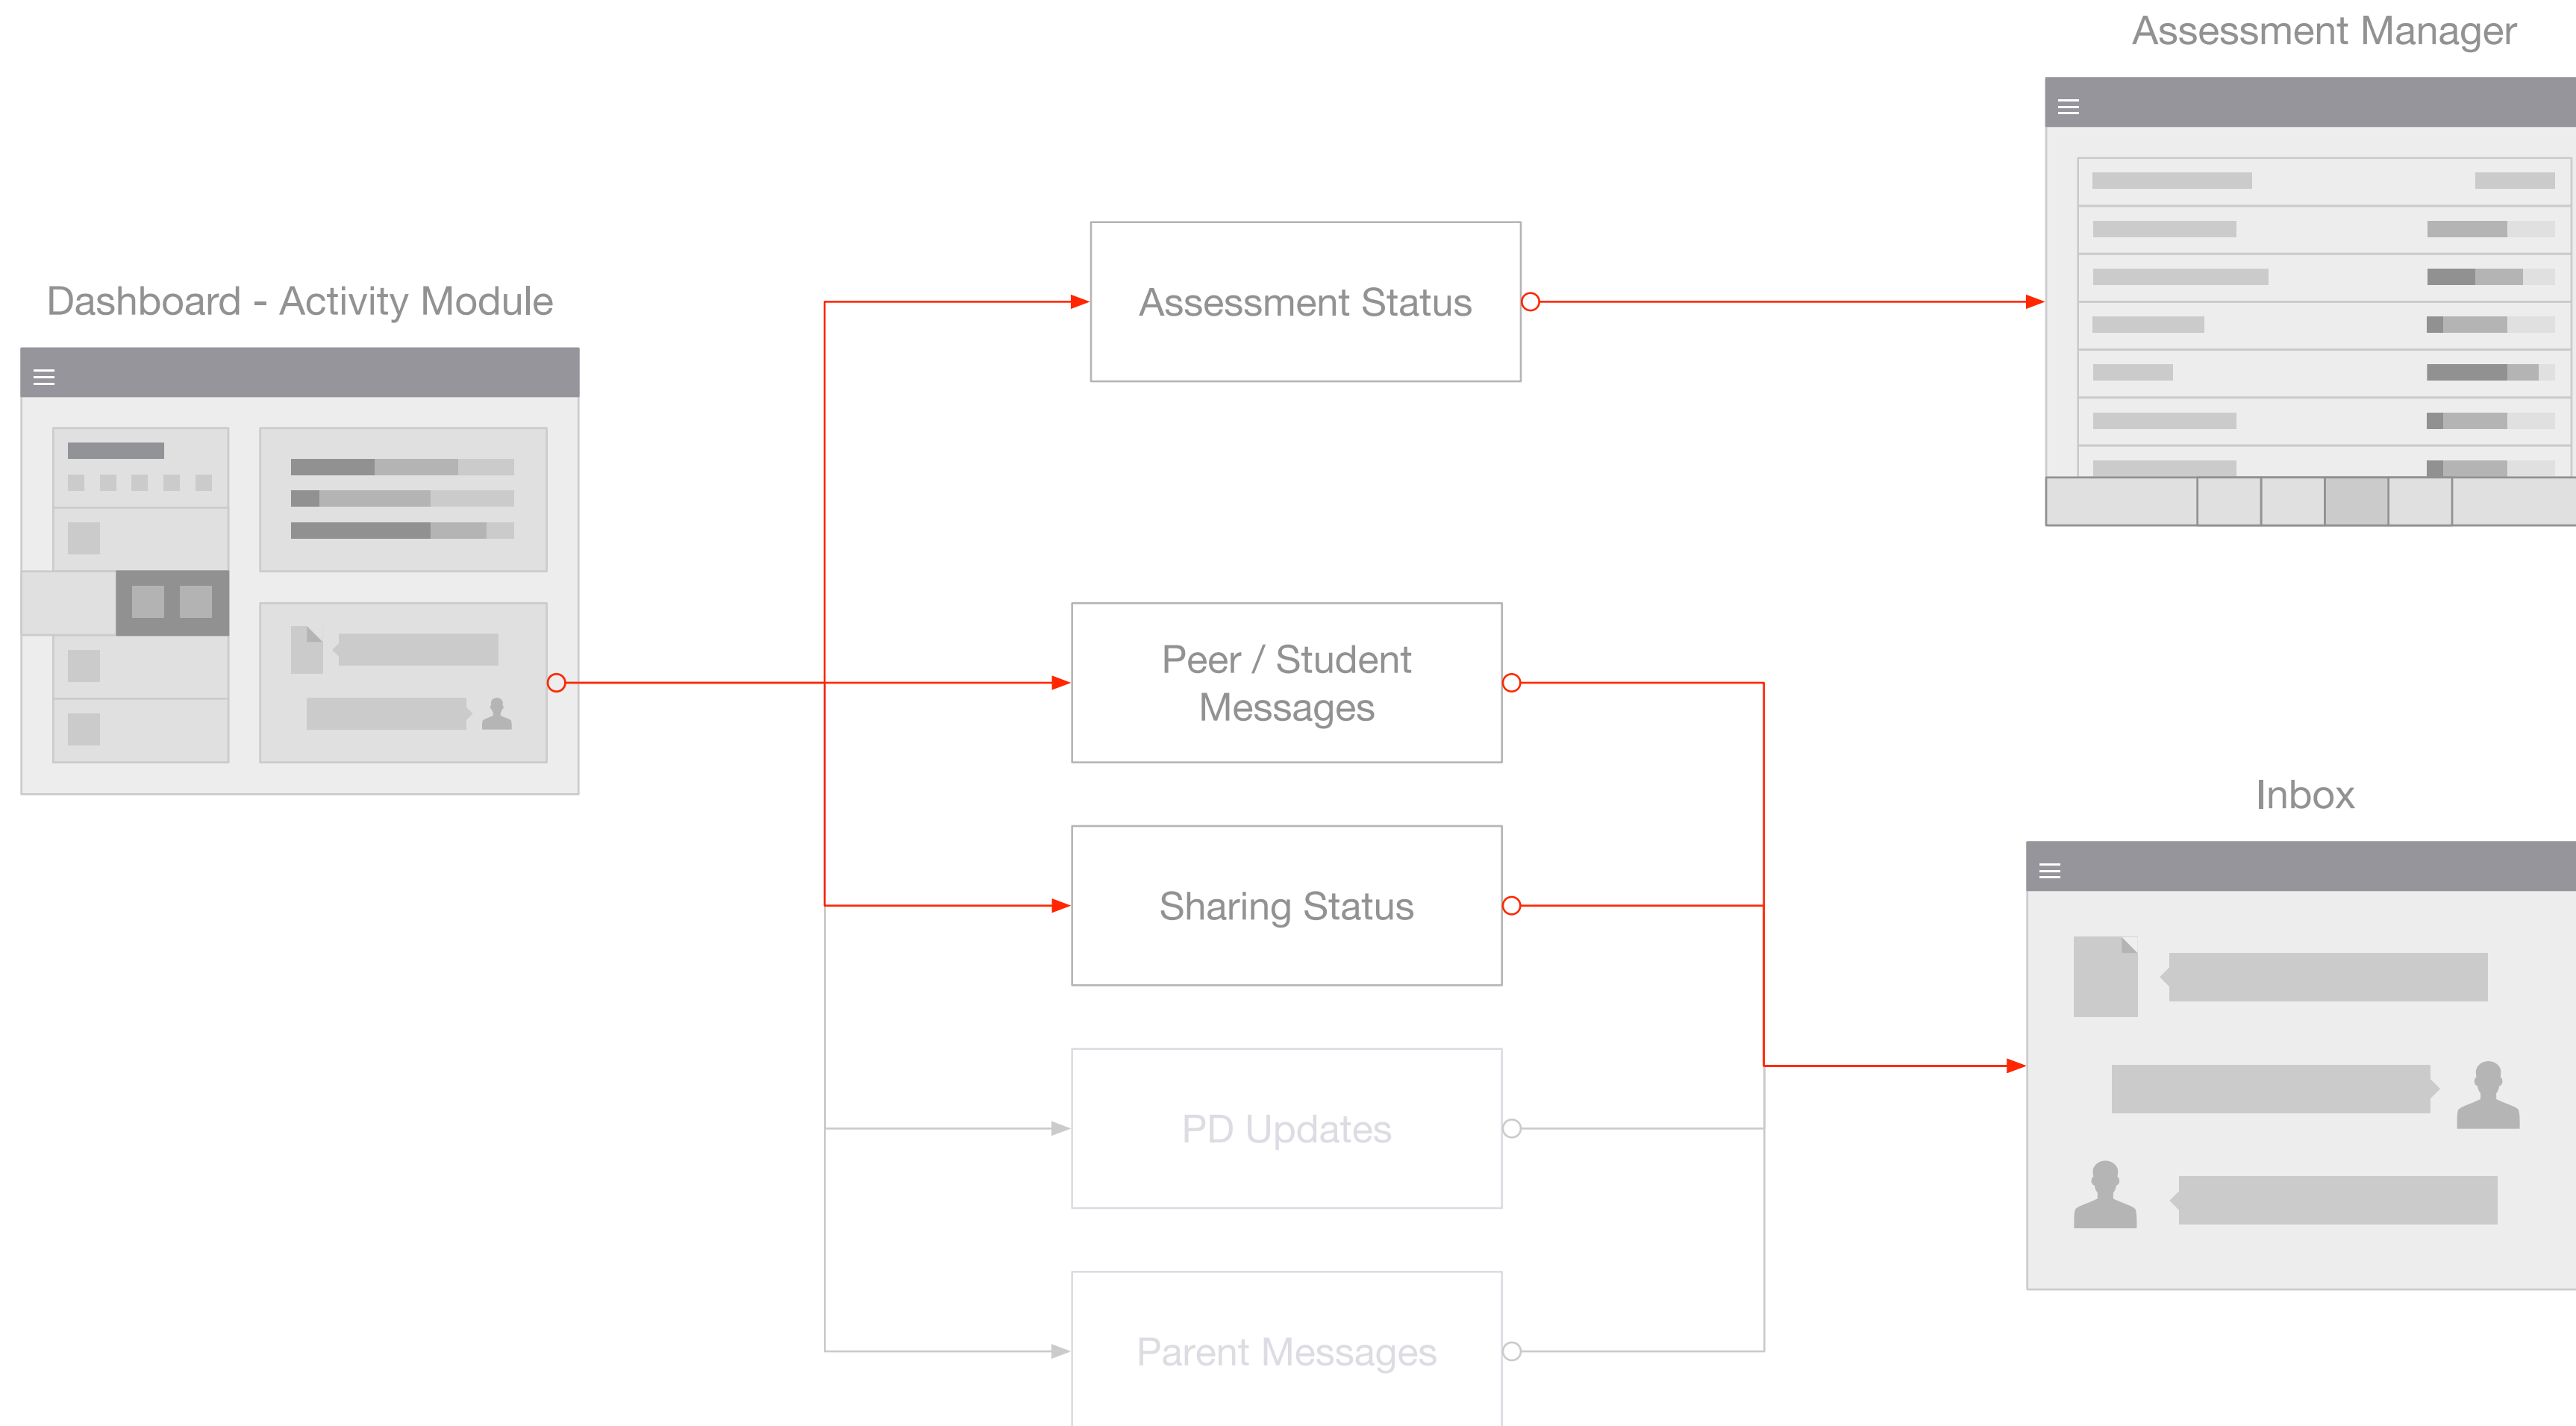 Assessment Manager
Dashboard - Activity Module
Assessment Status
Peer / Student
Messages
Inbox
Sharing Status
PD Updates
Parent Messages